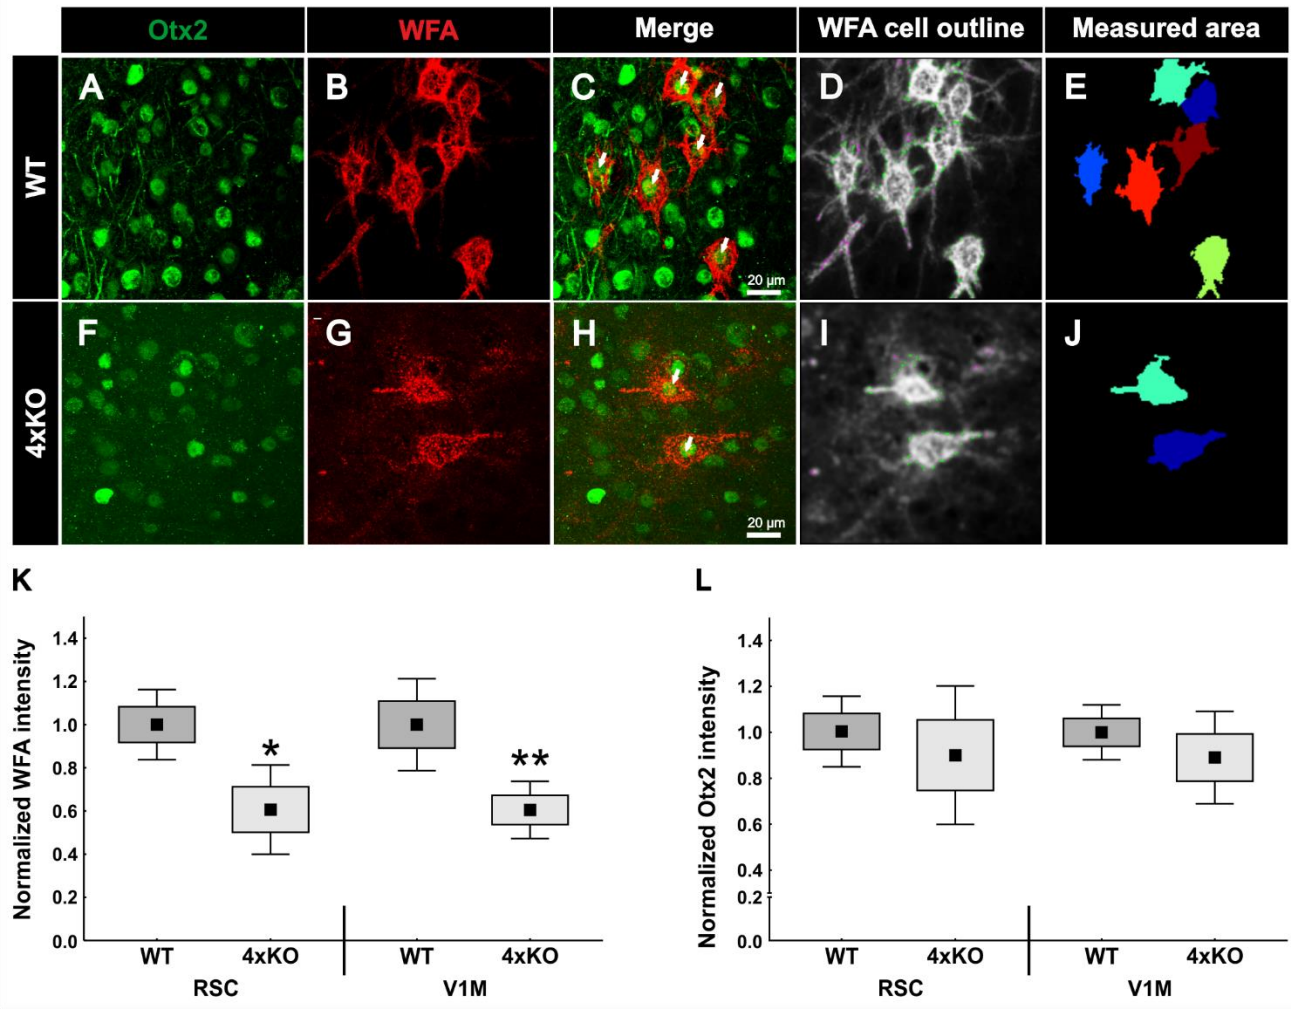 Otx2 WFA Merge WFA cell outline Measured area
WT
A B C D E
20 µm
4xKO
F G H I J
20 µm
K L
Normalized WFA intensity
1.4
1.2
1.0
0.8
0.6
0.4
0.2
0.0
*
**
WT 4xKO WT 4xKO
RSC V1M
Normalized Otx2 intensity
1.4
1.2
1.0
0.8
0.6
0.4
0.2
0.0
WT 4xKO WT 4xKO
RSC V1M